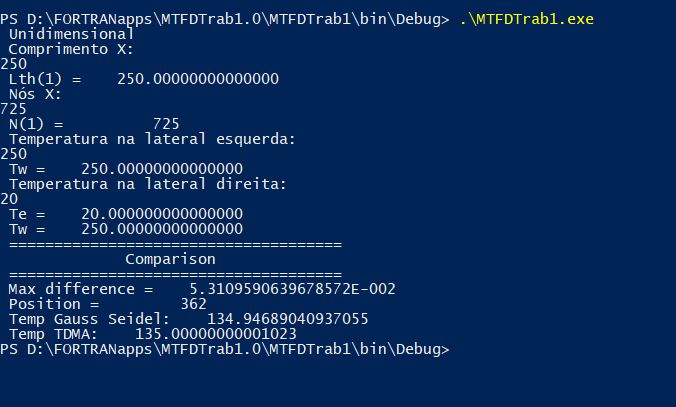 PS D:\FORTRANapps\MTFDTrab1.0\MTFDTrab1\bin\Debug> .\MTFDTrab1.exe
Unidimensional
Comprimento X:
250
Lth(1) =    250.00000000000000
Nós X:
725
N(1) =          725
Temperatura na lateral esquerda:
250
Tw =    250.00000000000000
Temperatura na lateral direita:
20
Te =    20.000000000000000
Tw =    250.00000000000000
=====================================
Comparison
=====================================
Max difference =    5.3109590639678572E-002
Position =         362
Temp Gauss Seidel:    134.94689040937055
Temp TDMA:    135.00000000001023
PS D:\FORTRANapps\MTFDTrab1.0\MTFDTrab1\bin\Debug>